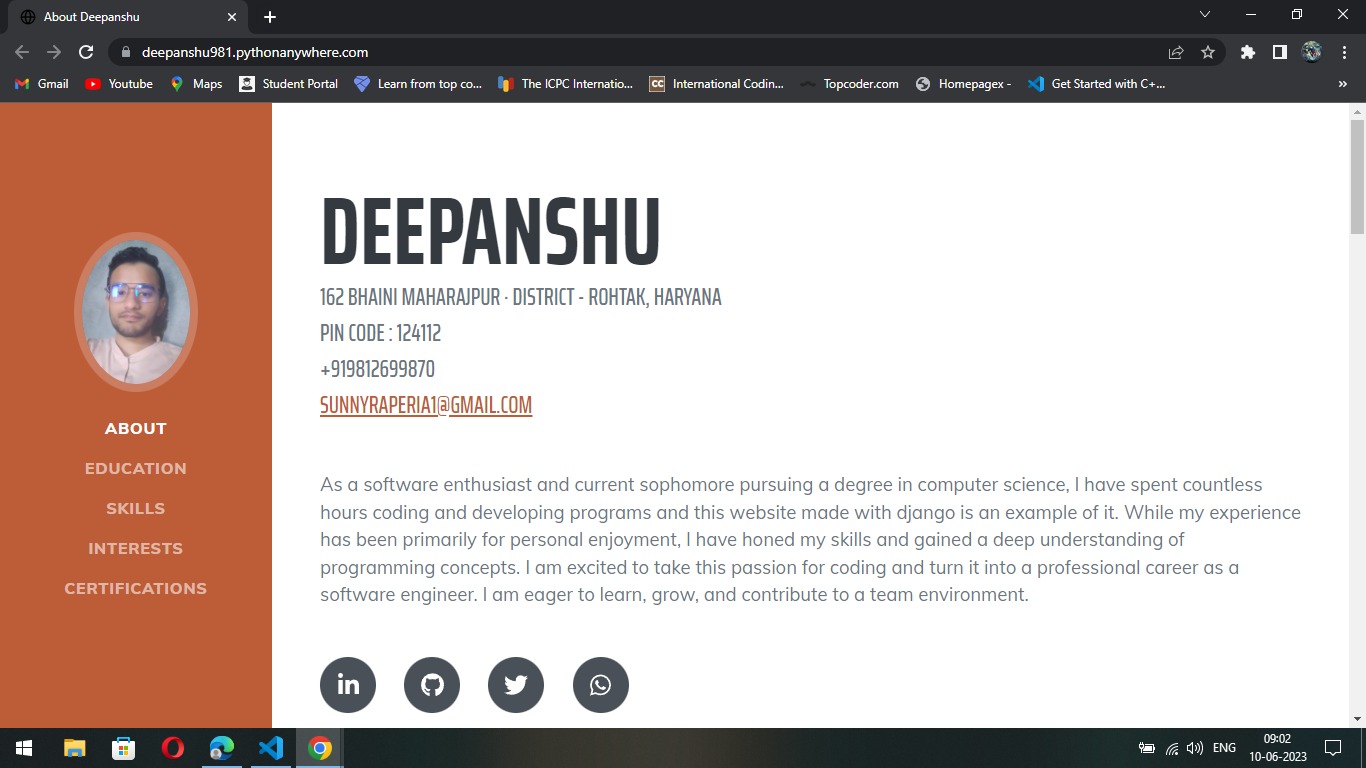 About Deepanshu
deepanshu981.pythonanywhere.com
Gmail
Youtube
Maps
Student Portal
Learn from top co...
The ICPC Internatio...
CC
International Codin...
Topcoder.com
Homepagex -
Get Started with C+...
»
DEEPANSHU
162 BHAINI MAHARAJPUR · DISTRICT - ROHTAK, HARYANA
PIN CODE : 124112
+919812699870
SUNNYRAPERIA1@GMAIL.COM
ABOUT
EDUCATION
SKILLS
INTERESTS
CERTIFICATIONS
As a software enthusiast and current sophomore pursuing a degree in computer science, I have spent countless
hours coding and developing programs and this website made with django is an example of it. While my experience
has been primarily for personal enjoyment, I have honed my skills and gained a deep understanding of
programming concepts. I am excited to take this passion for coding and turn it into a professional career as a
software engineer. I am eager to learn, grow, and contribute to a team environment.
in
ENG
09:02
10-06-2023